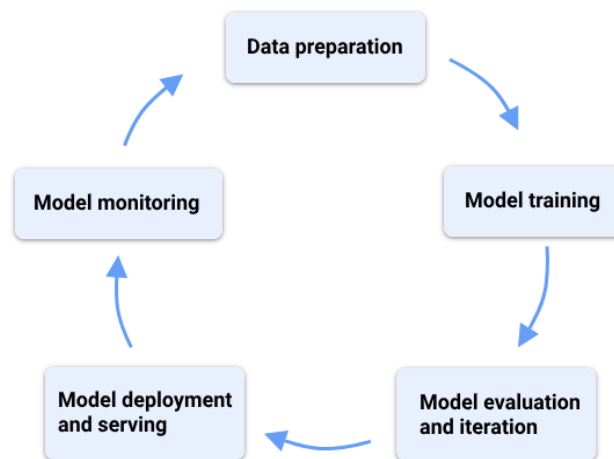 Data preparation
Model training
Model evaluation
and iteration
Model deployment
and serving
Model monitoring